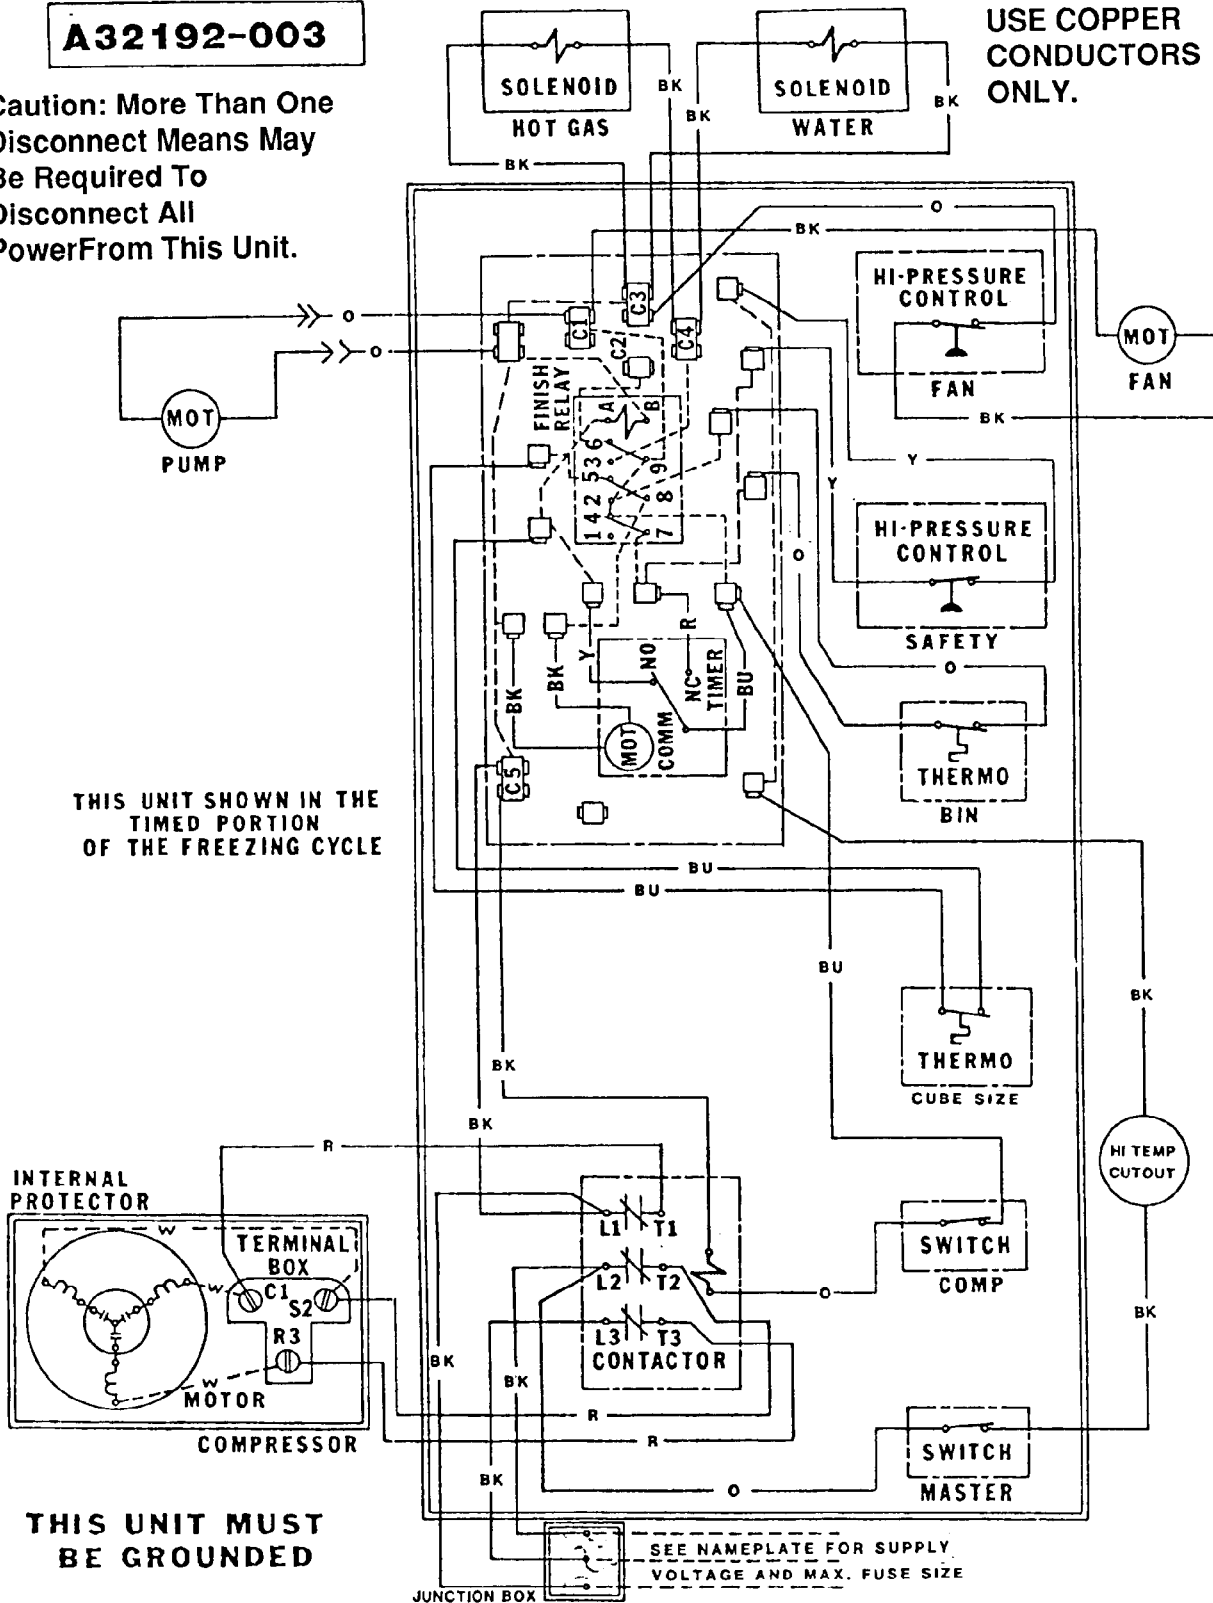 A32192-003
Caution: More Than One
Disconnect Means May
Be Required To
Disconnect All
PowerFrom This Unit.
USE COPPER
CONDUCTORS
ONLY.
SOLENOID
HOT GAS
SOLENOID
WATER
BK
BK
BK
BK
O
BK
HI-PRESSURE
CONTROL
FAN
MOT
FAN
BK
O
O
MOT
PUMP
C1
C2
C3
C4
FINISH
RELAY
A
B
6
3
5
2
4
1
9
8
7
Y
Y
HI-PRESSURE
CONTROL
SAFETY
O
O
THERMO
BIN
BK
BK
Y
R
BU
NO
NC
TIMER
COMM
MOT
C5
THIS UNIT SHOWN IN THE
TIMED PORTION
OF THE FREEZING CYCLE
BU
BU
BU
BK
BK
BK
THERMO
CUBE SIZE
HI TEMP
CUTOUT
R
INTERNAL
PROTECTOR
W
TERMINAL
BOX
W
C1
S2
R3
W
MOTOR
COMPRESSOR
L1
T1
L2
T2
L3
T3
CONTACTOR
O
SWITCH
COMP
BK
BK
BK
BK
R
R
O
SWITCH
MASTER
THIS UNIT MUST
BE GROUNDED
JUNCTION BOX
SEE NAMEPLATE FOR SUPPLY
VOLTAGE AND MAX. FUSE SIZE